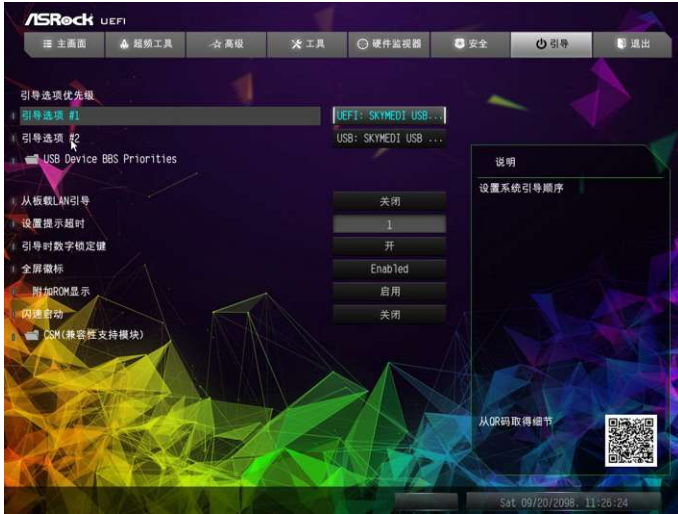 ASRock UEFI
主画面 超频工具 高级 工具 硬件监视器 安全 引导 退出
引导选项优先级
引导选项 #1 UEFI: SKYMEDI USB...
引导选项 #2 USB: SKYMEDI USB ...
USB Device BBS Priorities
从板载LAN引导 关闭
设置提示超时 1
引导时数字锁定键 开
全屏徽标 Enabled
附加ROM显示 启用
闪速启动 关闭
CSM(兼容性支持模块)
说明
设置系统引导顺序
从QR码取得细节
Sat 09/20/2098. 11:26:24